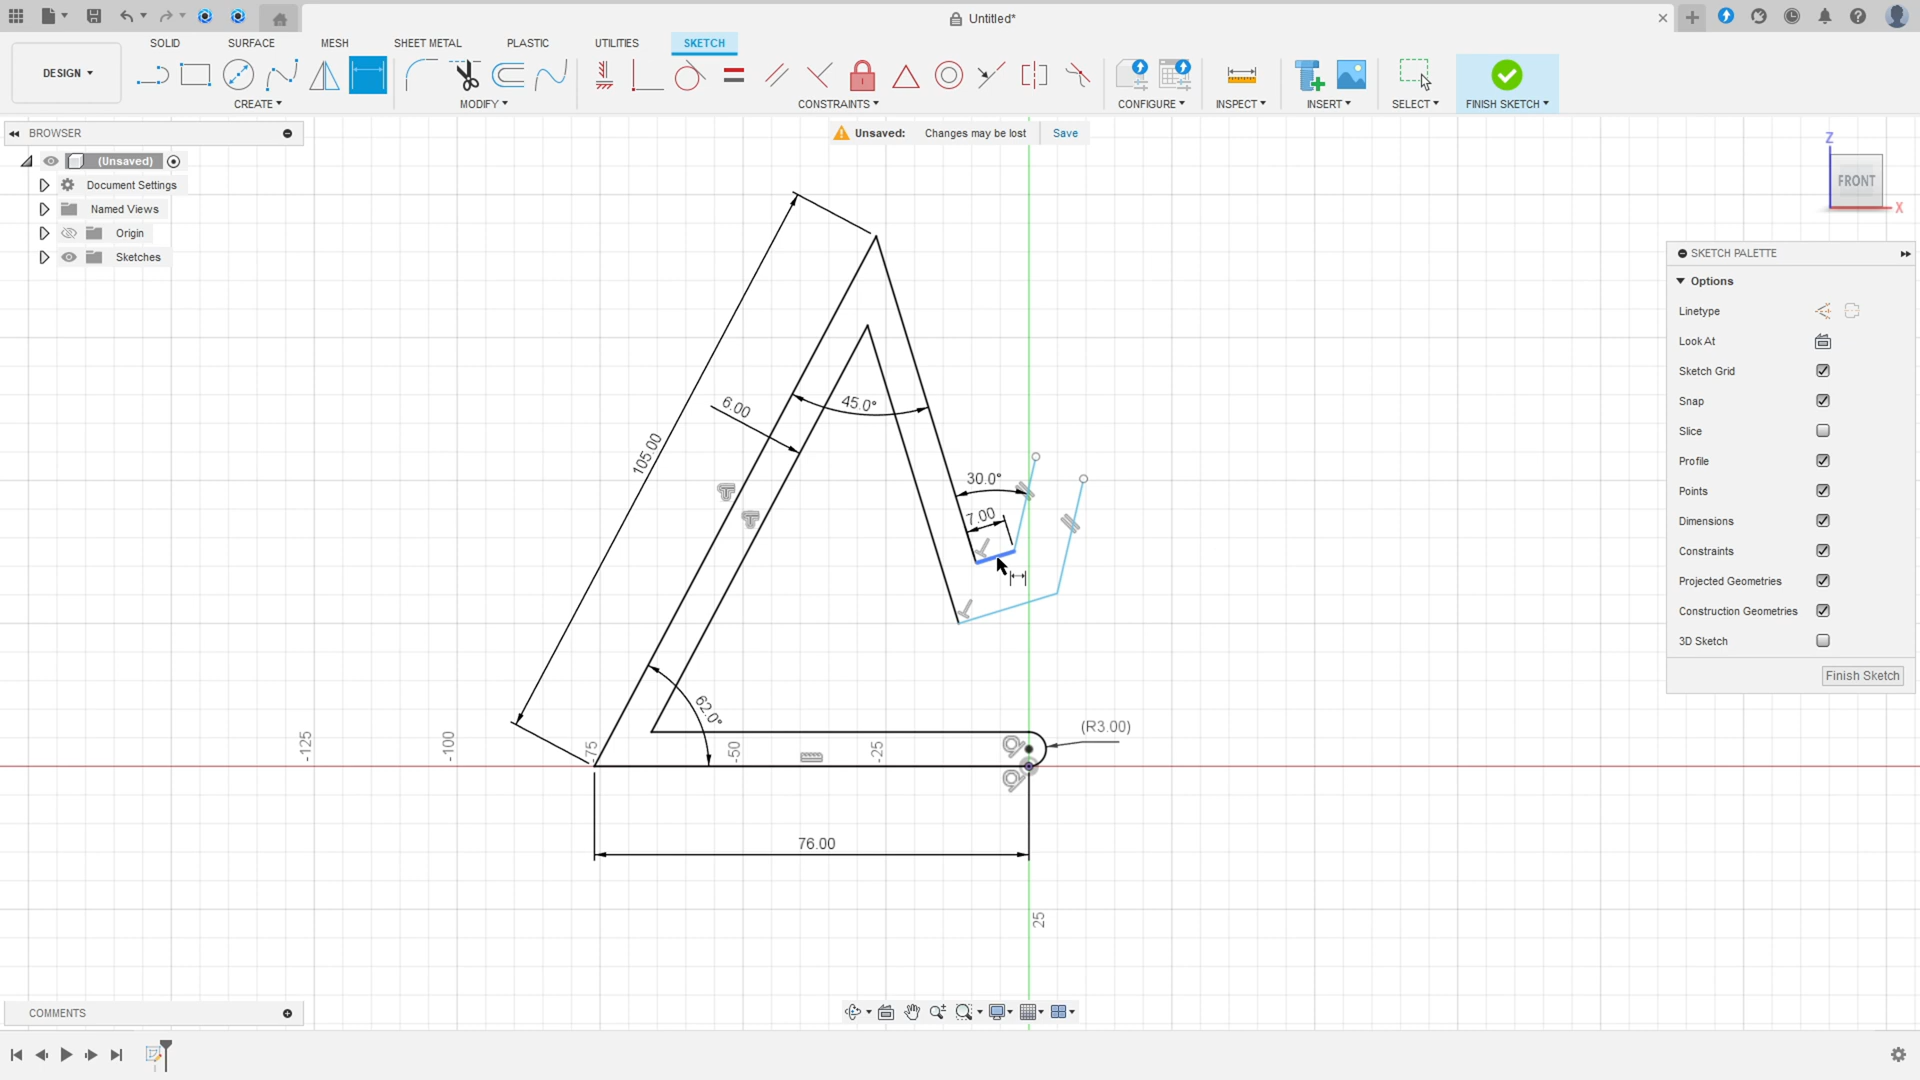 Untitled*
DESIGN
SOLID
SURFACE
MESH
SHEET METAL
PLASTIC
UTILITIES
SKETCH
CREATE
MODIFY
CONSTRAINTS
CONFIGURE
INSPECT
INSERT
SELECT
FINISH SKETCH
BROWSER
(Unsaved)
Document Settings
Named Views
Origin
Sketches
Unsaved: Changes may be lost Save
Z
FRONT
X
SKETCH PALETTE
Options
Linetype
Look At
Sketch Grid
Snap
Slice
Profile
Points
Dimensions
Constraints
Projected Geometries
Construction Geometries
3D Sketch
Finish Sketch
105.00
6.00
45.0°
30.0°
7.00
62.0°
(R3.00)
76.00
-125
-100
-75
-50
-25
25
COMMENTS